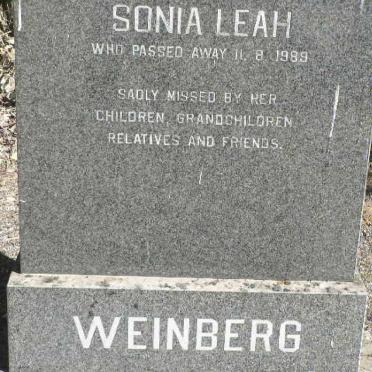 SONIA LEAH
WHO PASSED AWAY 11. 8. 1989
SADLY MISSED BY HER
CHILDREN, GRANDCHILDREN
RELATIVES AND FRIENDS.
WEINBERG